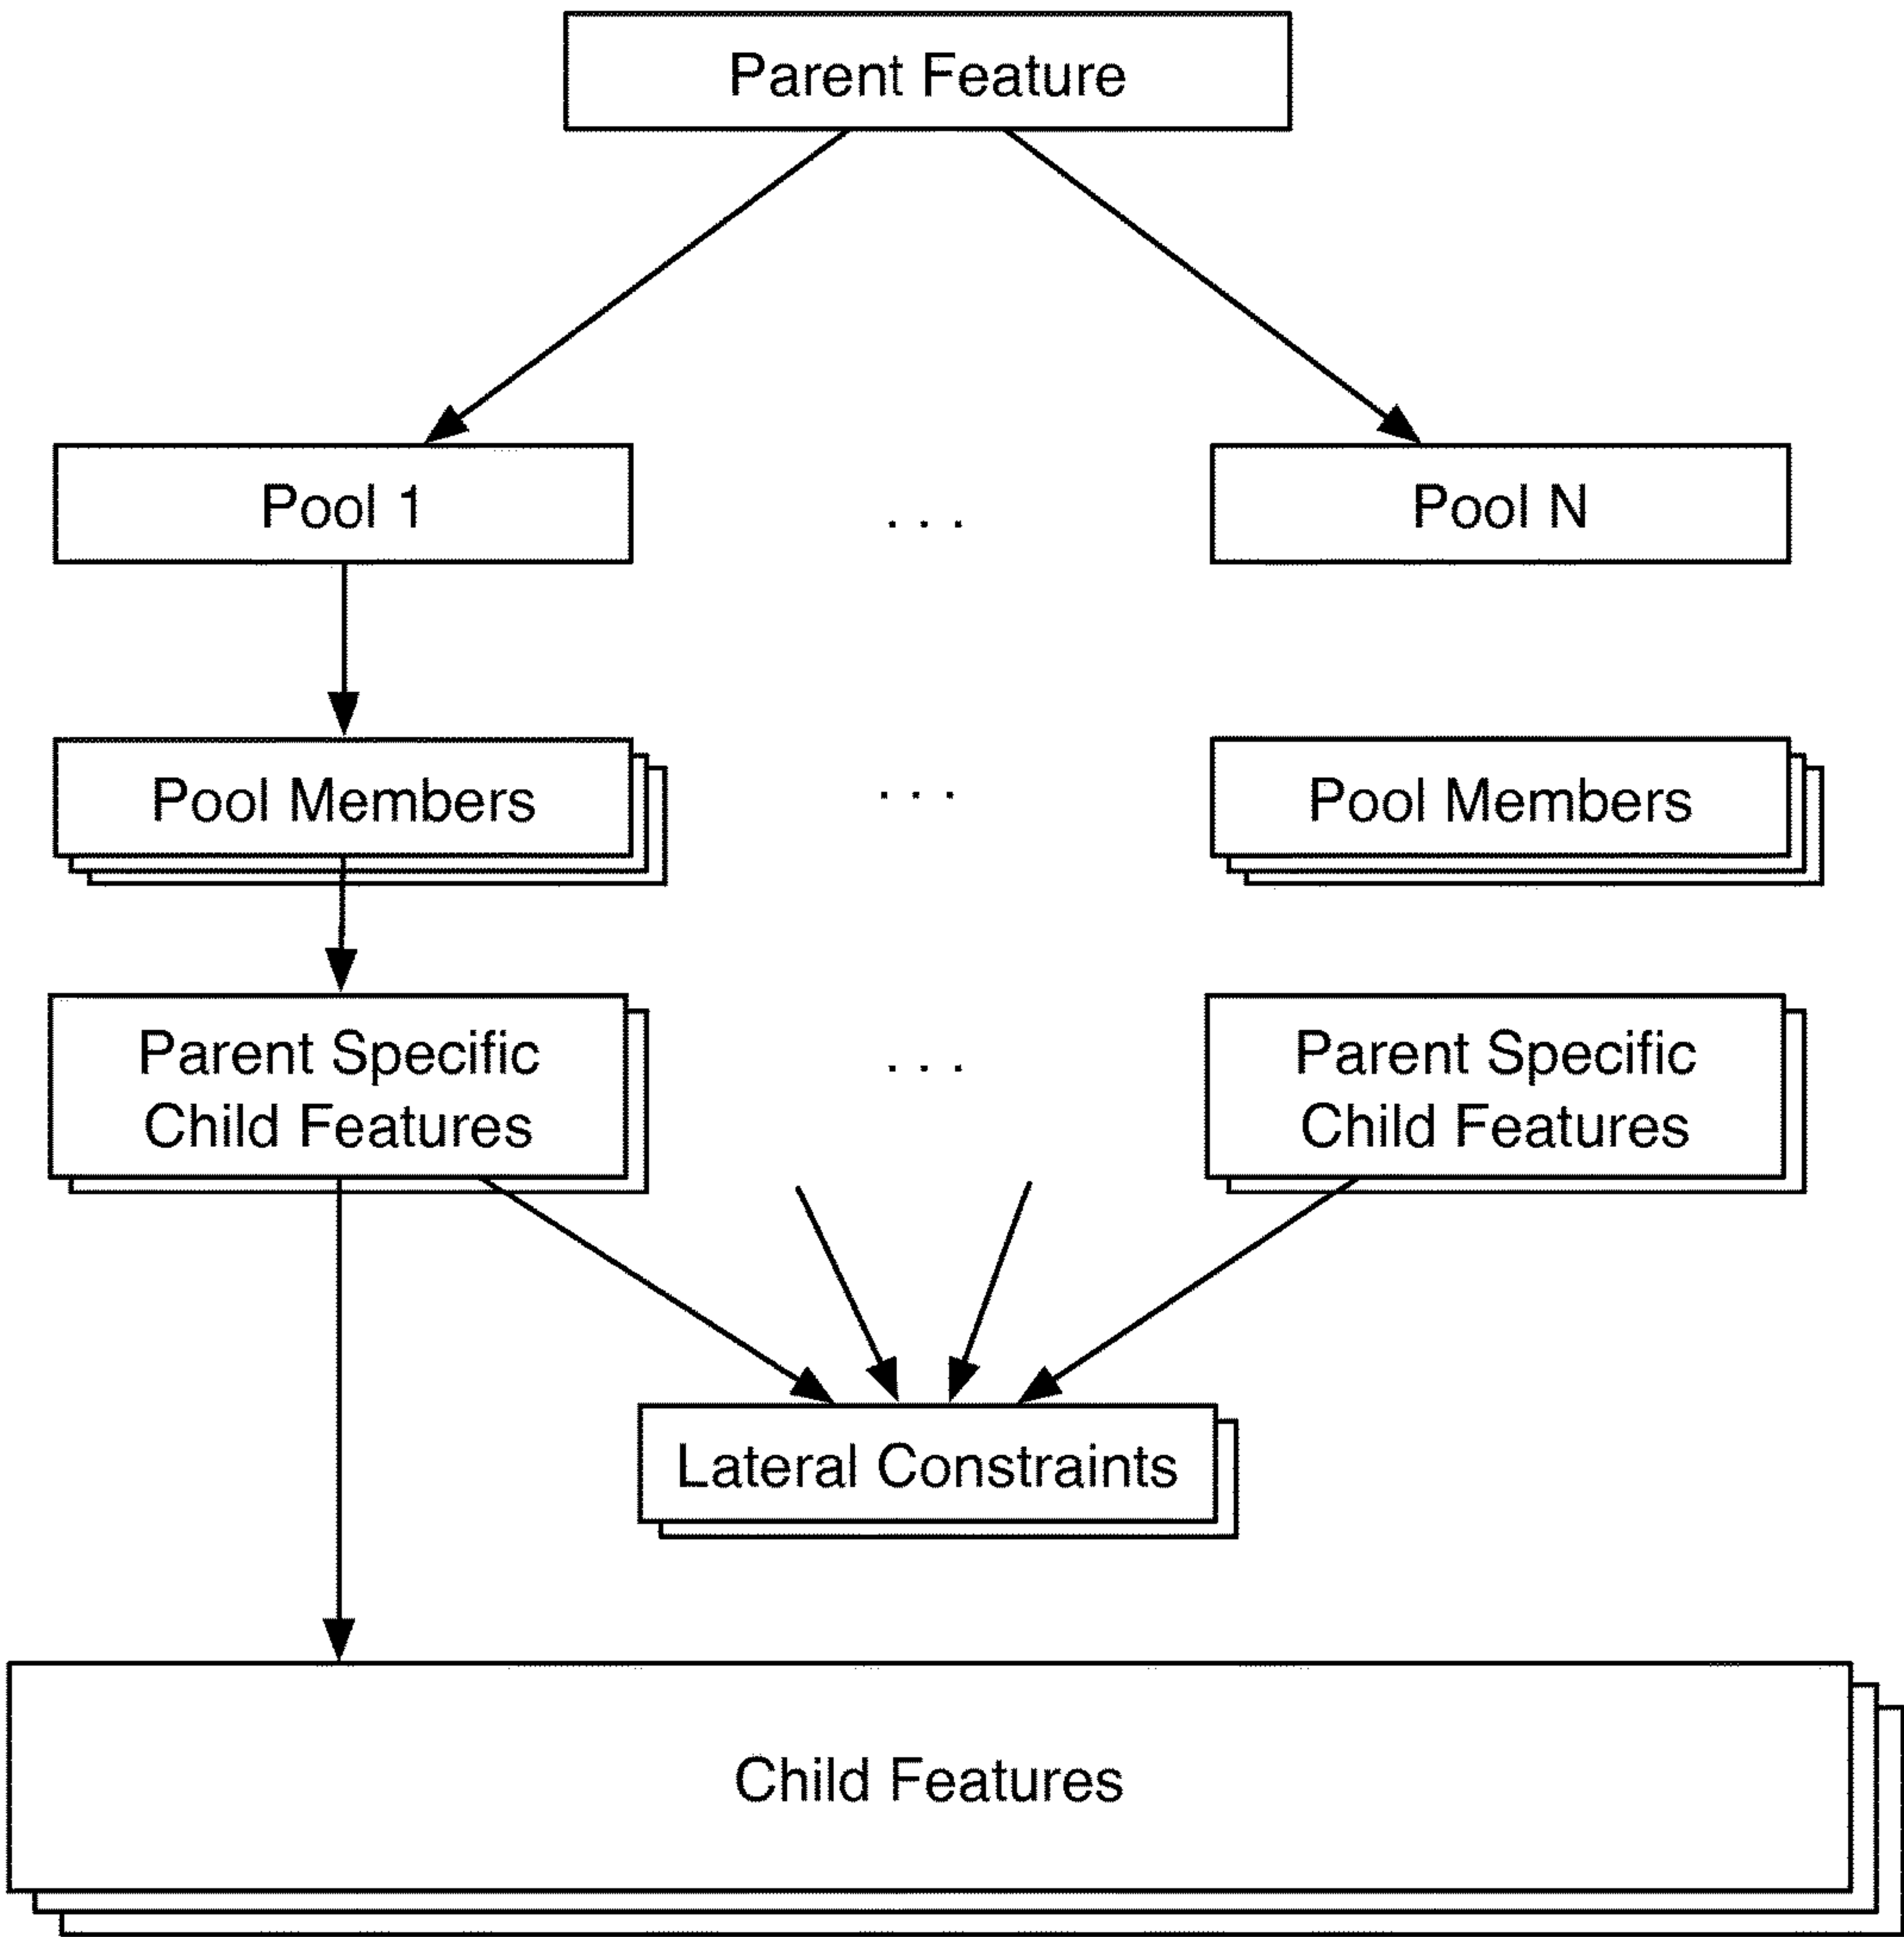 Parent Feature
Pool 1
. . .
Pool N
Pool Members
. . .
Pool Members
Parent Specific
Child Features
. . .
Parent Specific
Child Features
Lateral Constraints
Child Features